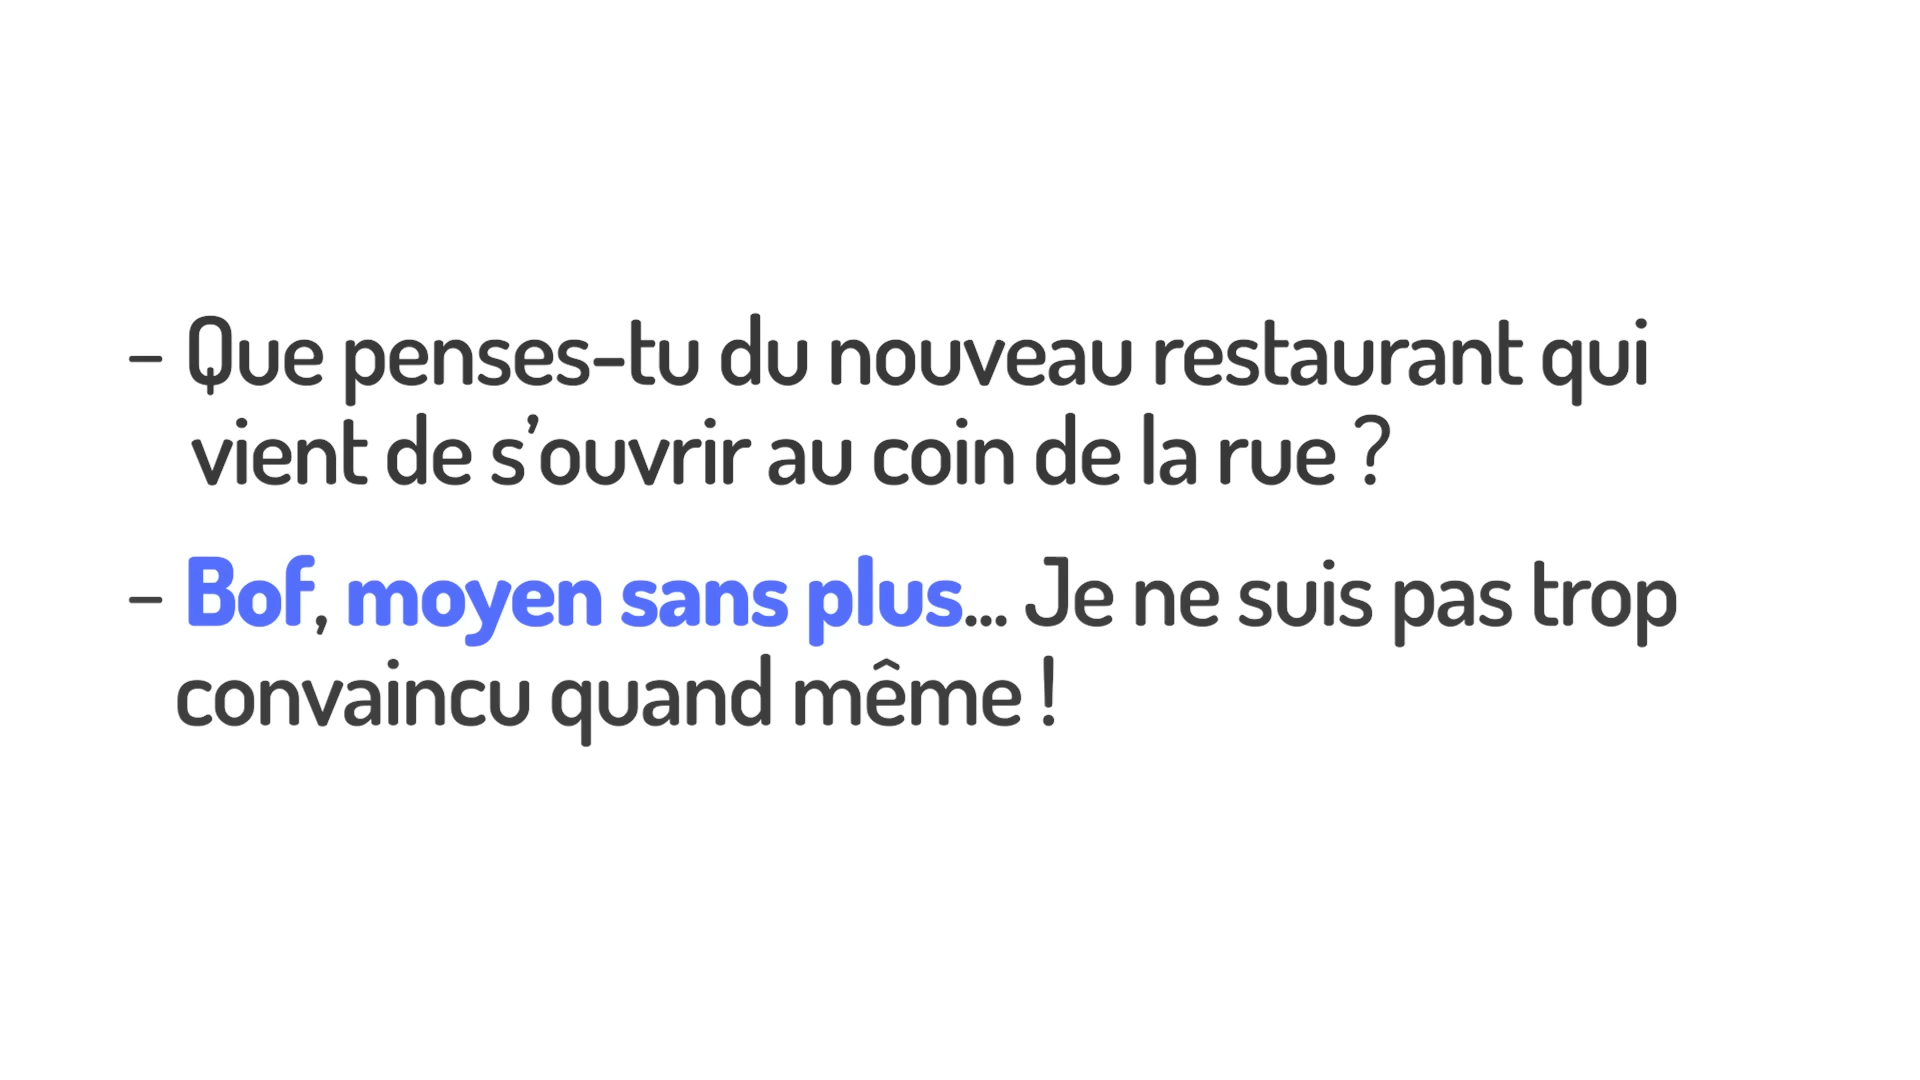 – Que penses-tu du nouveau restaurant qui
vient de s’ouvrir au coin de la rue ?
– Bof, moyen sans plus... Je ne suis pas trop
convaincu quand même !